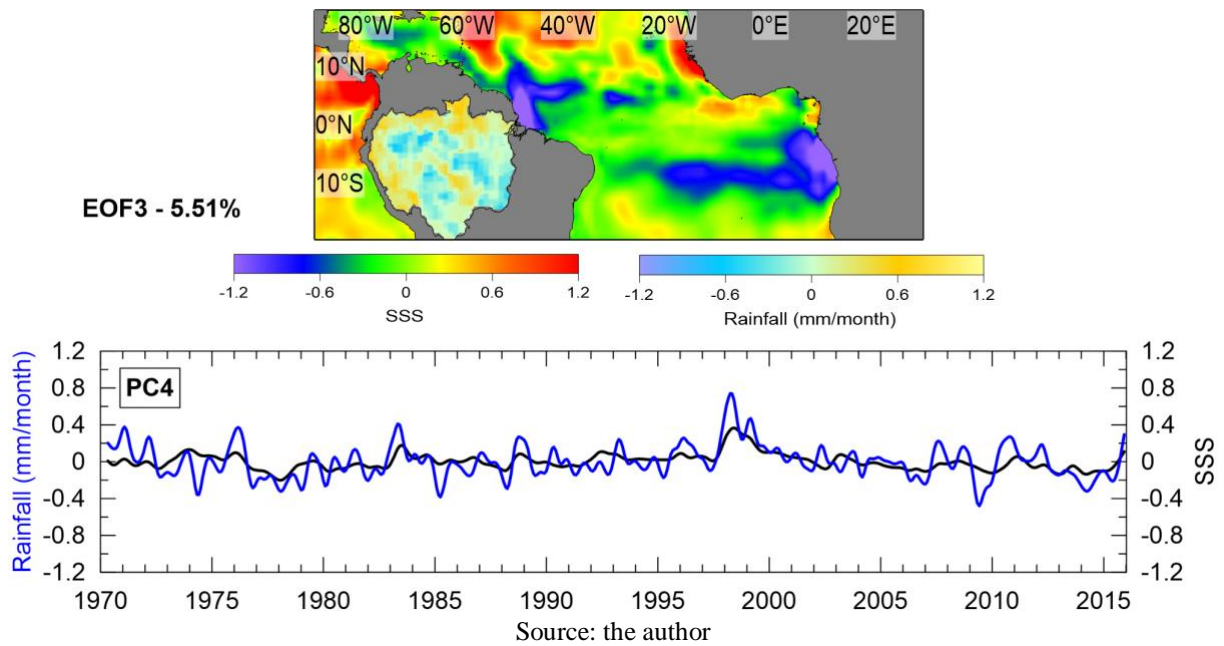 80°W 60°W 40°W 20°W 0°E 20°E
10°N
0°N
10°S
EOF3 - 5.51%
-1.2 -0.6 0 0.6 1.2
SSS
-1.2 -0.6 0 0.6 1.2
Rainfall (mm/month)
PC4
Rainfall (mm/month)
1.2
0.8
0.4
0
-0.4
-0.8
-1.2
1.2
0.8
0.4
0
-0.4
-0.8
-1.2
SSS
1970 1975 1980 1985 1990 1995 2000 2005 2010 2015
Source: the author